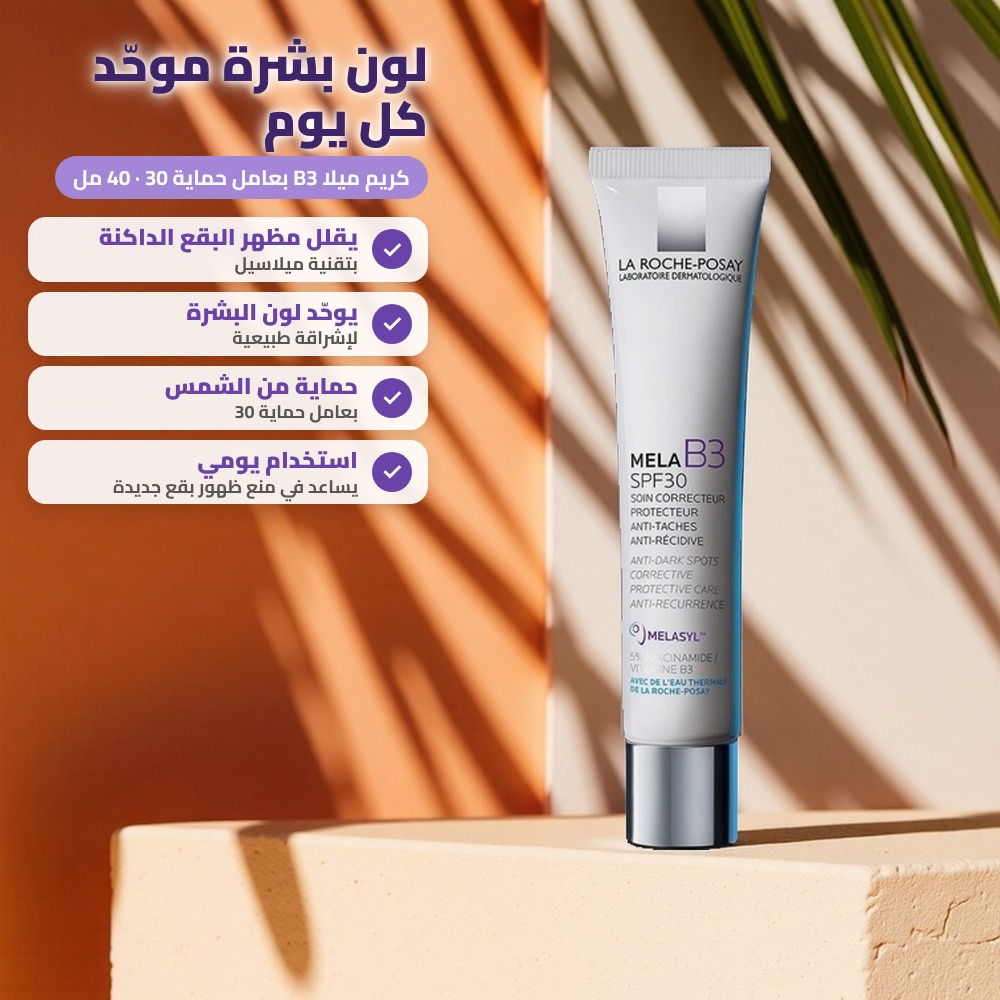 لون بشرة موحّد
كل يوم
كريم ميلا B3 بعامل حماية 30 · 40 مل
يقلل مظهر البقع الداكنة
بتقنية ميلاسيل
يوحّد لون البشرة
لإشراقة طبيعية
حماية من الشمس
بعامل حماية 30
استخدام يومي
يساعد في منع ظهور بقع جديدة
LA ROCHE-POSAY
LABORATOIRE DERMATOLOGIQUE
MELA B3
SPF30
SOIN CORRECTEUR
PROTECTEUR
ANTI-TACHES
ANTI-RÉCIDIVE
ANTI-DARK SPOTS
CORRECTIVE
PROTECTIVE CARE
ANTI-RECURRENCE
MELASYL™
5%
B3
AVEC DE L'EAU THERMALE
DE LA ROCHE-POSAY